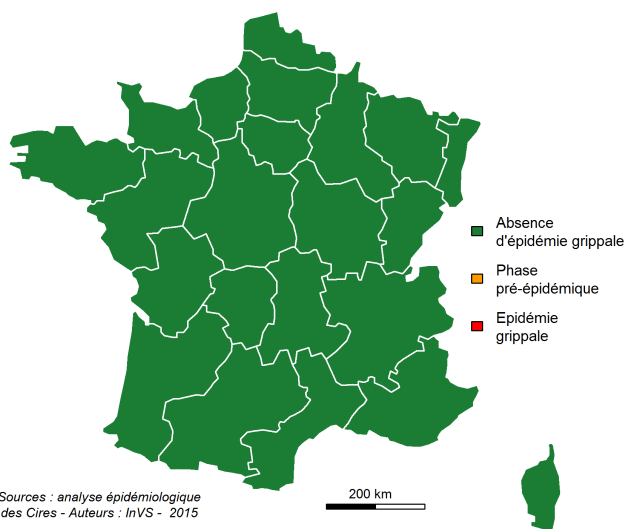 Absence
d'épidémie grippale
Phase
pré-épidémique
Epidémie
grippale
200 km
Sources : analyse épidémiologique
des Cires - Auteurs : InVS - 2015